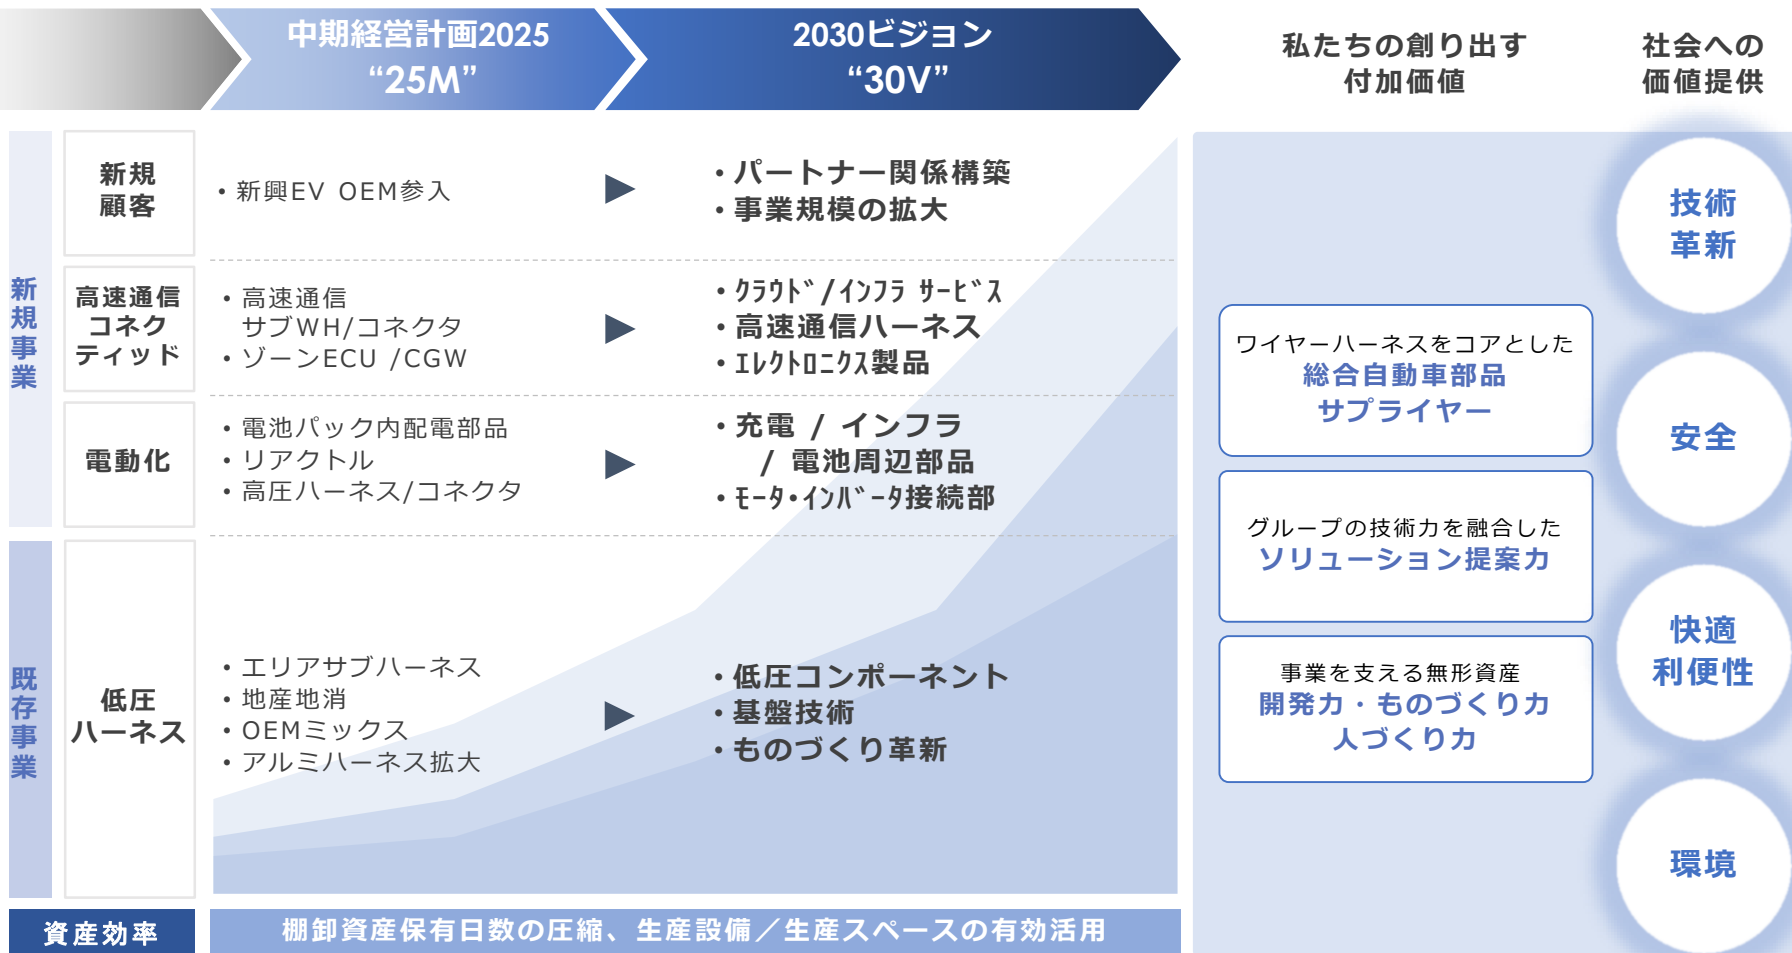 中期経営計画2025
“25M”
2030ビジョン
“30V”
私たちの創り出す
付加価値
社会への
価値提供
新規事業
新規
顧客
・新興EV OEM参入
・パートナー関係構築
・事業規模の拡大
高速通信
コネク
ティッド
・高速通信
サブWH/コネクタ
・ゾーンECU /CGW
・ｸﾗｳﾄﾞ/ｲﾝﾌﾗ ｻｰﾋﾞｽ
・高速通信ハーネス
・ｴﾚｸﾄﾛﾆｸｽ製品
電動化
・電池パック内配電部品
・リアクトル
・高圧ハーネス/コネクタ
・充電 / インフラ
/ 電池周辺部品
・ﾓｰﾀ・ｲﾝﾊﾞｰﾀ接続部
既存事業
低圧
ハーネス
・エリアサブハーネス
・地産地消
・OEMミックス
・アルミハーネス拡大
・低圧コンポーネント
・基盤技術
・ものづくり革新
資産効率
棚卸資産保有日数の圧縮、生産設備／生産スペースの有効活用
ワイヤーハーネスをコアとした
総合自動車部品
サプライヤー
グループの技術力を融合した
ソリューション提案力
事業を支える無形資産
開発力・ものづくり力
人づくり力
技術
革新
安全
快適
利便性
環境